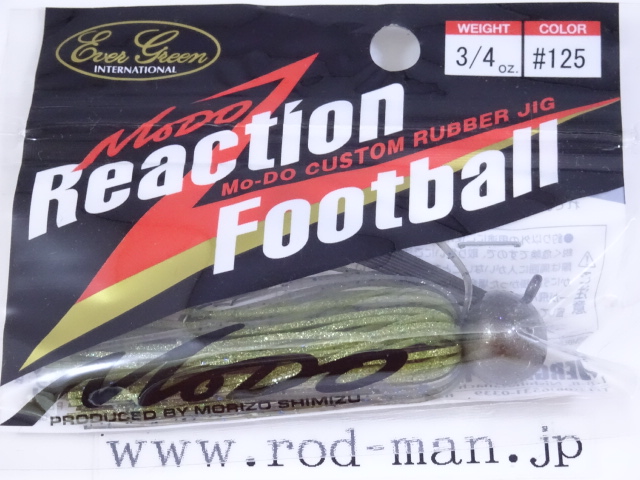 Ever Green
INTERNATIONAL
WEIGHT
3/4 oz.
COLOR
#125
MoDO
Reaction
Mo-DO CUSTOM RUBBER JIG
Football
MoDO
PRODUCED BY MORIZO SHIMIZU
www.rod-man.jp